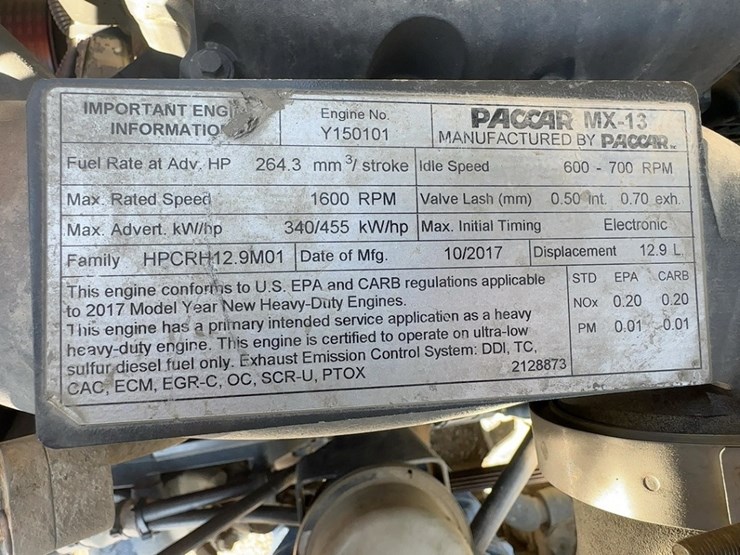 IMPORTANT ENGI
INFORMATIO
Engine No.
Y150101
PACCAR MX-13
MANUFACTURED BY PACCAR INC
Fuel Rate at Adv. HP 264.3 mm³/ stroke
Idle Speed 600 - 700 RPM
Max. Rated Speed 1600 RPM
Valve Lash (mm) 0.50 Int. 0.70 exh.
Max. Advert. kW/hp 340/455 kW/hp
Max. Initial Timing Electronic
Family HPCRH12.9M01
Date of Mfg. 10/2017
Displacement 12.9 L
This engine conforms to U.S. EPA and CARB regulations applicable
to 2017 Model Year New Heavy-Duty Engines.
This engine has a primary intended service application as a heavy
heavy-duty engine. This engine is certified to operate on ultra-low
sulfur diesel fuel only. Exhaust Emission Control System: DDI, TC,
CAC, ECM, EGR-C, OC, SCR-U, PTOX
2128873
STD EPA CARB
NOx 0.20 0.20
PM 0.01 0.01